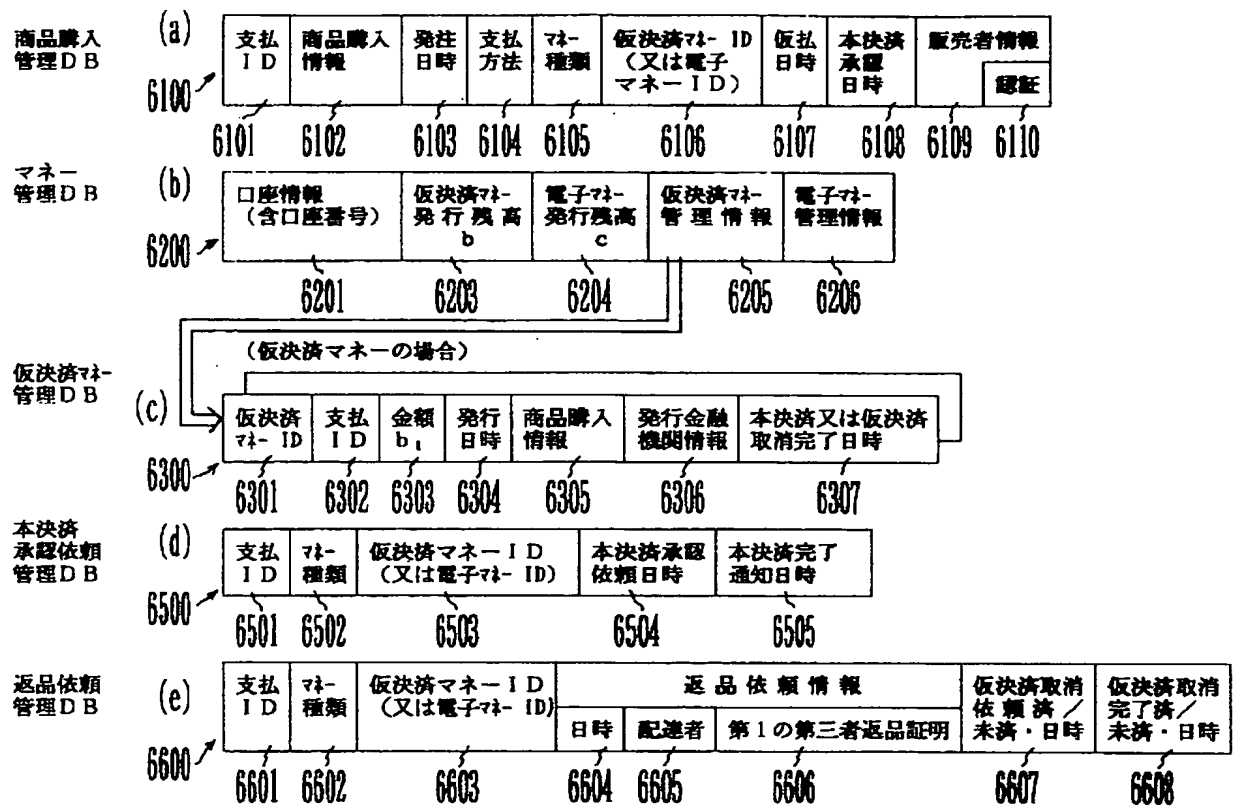 商品購入
管理DB
(a)
6100
支払
ID
商品購入
情報
発注
日時
支払
方法
マネー
種類
仮決済マネーID
(又は電子
マネーID)
仮払
日時
本決済
承認
日時
販売者情報
認証
6101 6102 6103 6104 6105 6106 6107 6108 6109 6110
マネー
管理DB
(b)
6200
口座情報
(含口座番号)
仮決済マネー
発行残高
b
電子マネー
発行残高
c
仮決済マネー
管理情報
電子マネー
管理情報
6201 6203 6204 6205 6206
(仮決済マネーの場合)
仮決済マネー
管理DB
(c)
6300
仮決済
マネーID
支払
ID
金額
b₁
発行
日時
商品購入
情報
発行金融
機関情報
本決済又は仮決済
取消完了日時
6301 6302 6303 6304 6305 6306 6307
本決済
承認依頼
管理DB
(d)
6500
支払
ID
マネー
種類
仮決済マネーID
(又は電子マネーID)
本決済承認
依頼日時
本決済完了
通知日時
6501 6502 6503 6504 6505
返品依頼
管理DB
(e)
6600
支払
ID
マネー
種類
仮決済マネーID
(又は電子マネーID)
返品依頼情報
日時
配達者
第1の第三者返品証明
仮決済取消
依頼済/
未済・日時
仮決済取消
完了済/
未済・日時
6601 6602 6603 6604 6605 6606 6607 6608